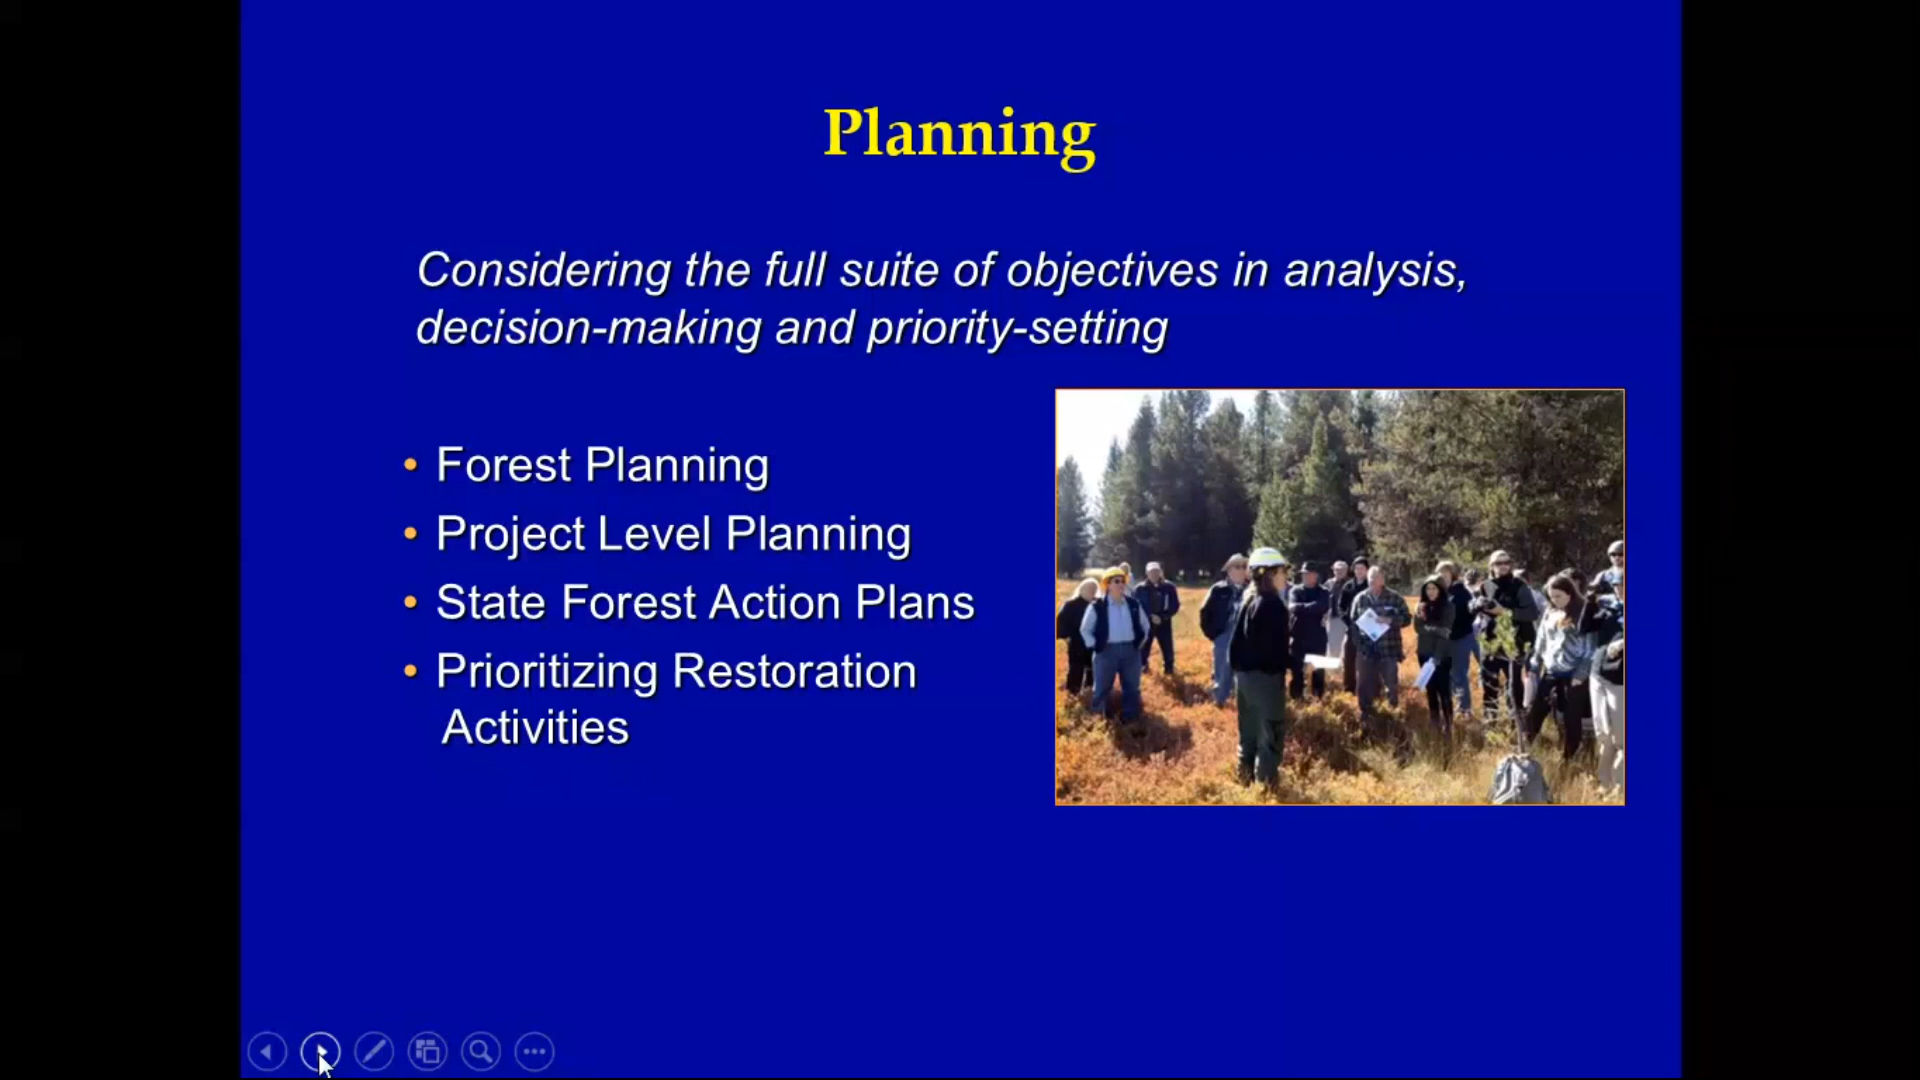 Planning
Considering the full suite of objectives in analysis,
decision-making and priority-setting
• Forest Planning
• Project Level Planning
• State Forest Action Plans
• Prioritizing Restoration
Activities